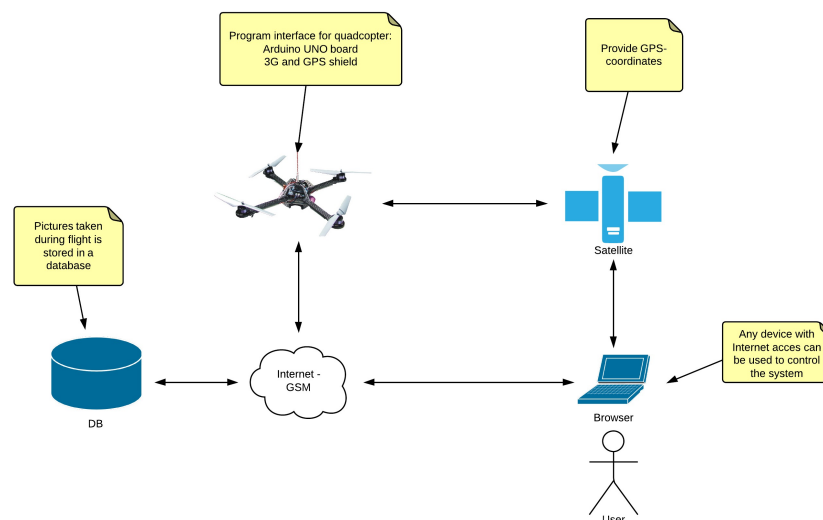 Program interface for quadcopter:
Arduino UNO board
3G and GPS shield
Provide GPS-
coordinates
Pictures taken
during flight is
stored in a
database
Satellite
Any device with
Internet acces can
be used to control
the system
Internet -
GSM
Browser
DB
User